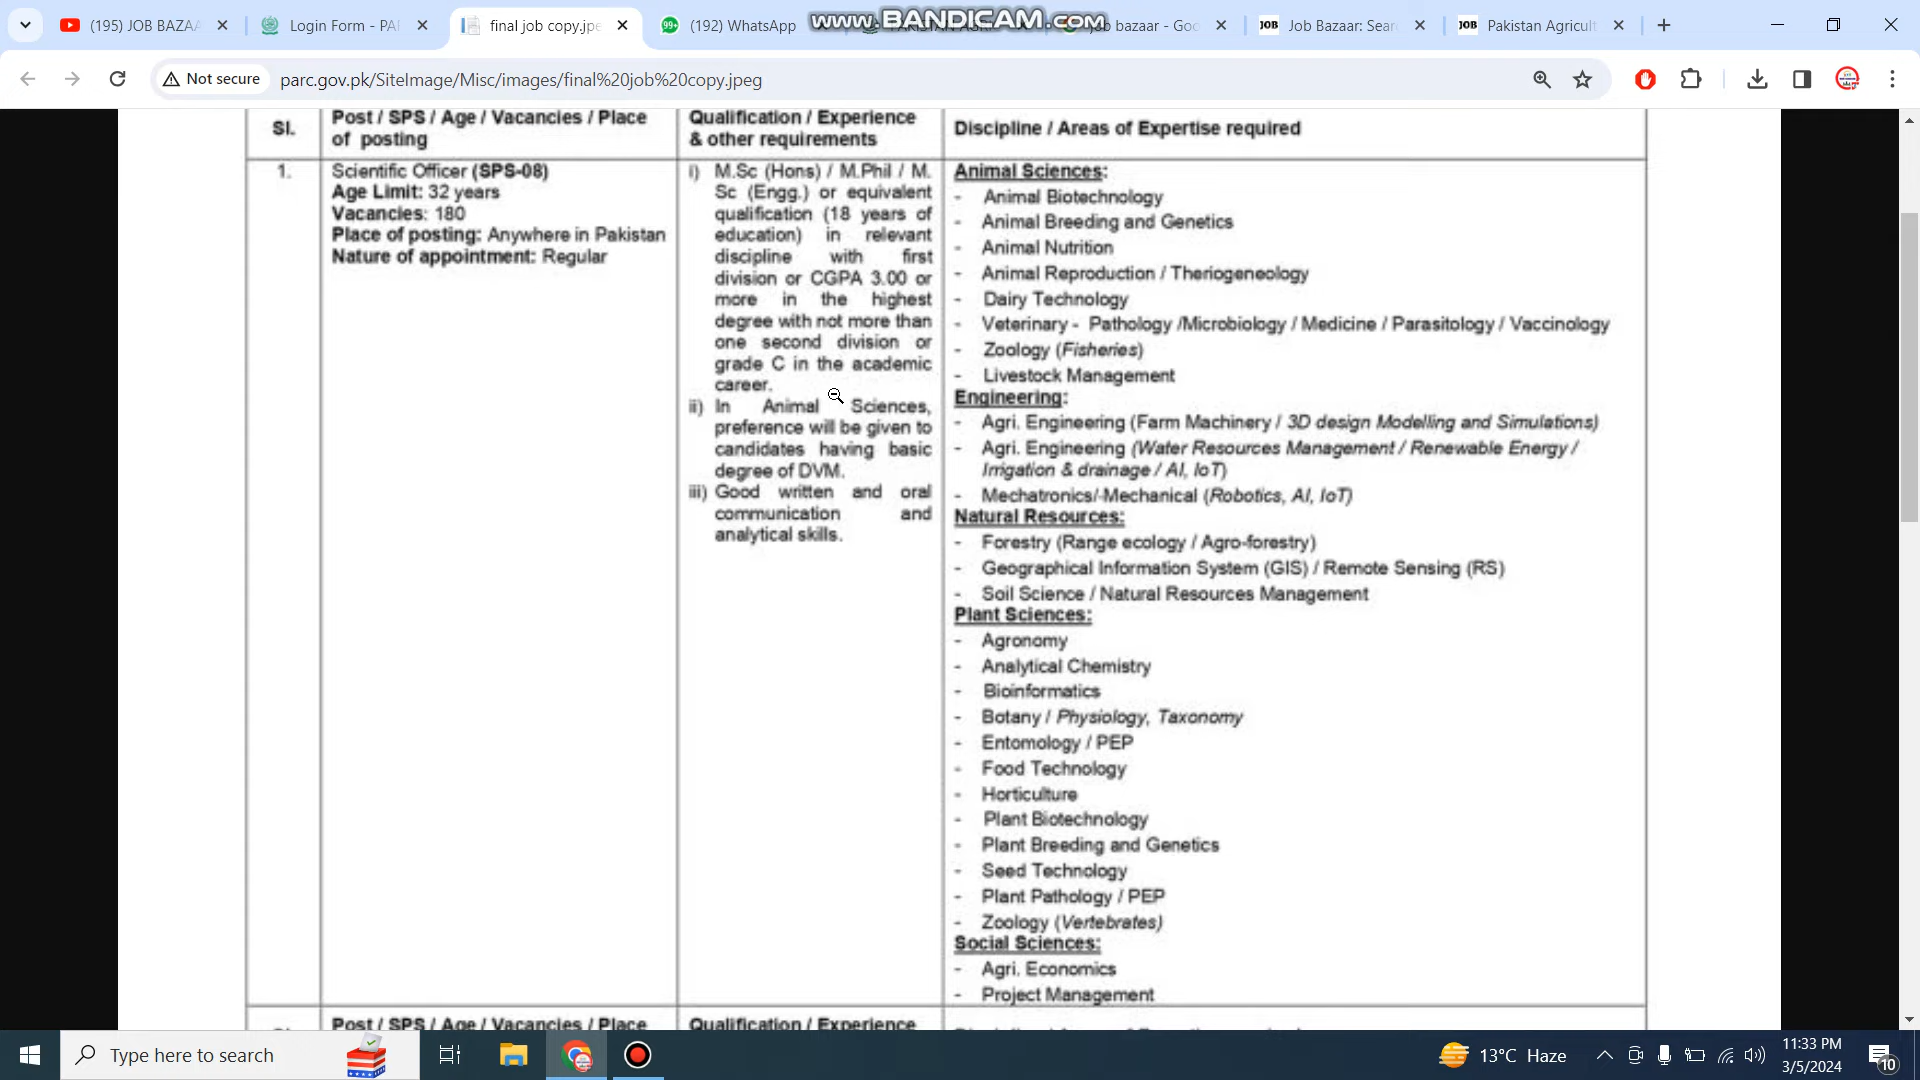 (195) JOB BAZAA
Login Form - PA
final job copy.jpe
99+
(192) WhatsApp
www.BANDICAM.com
job bazaar - Goo
JOB
Job Bazaar: Sear
JOB
Pakistan Agricult
Not secure
parc.gov.pk/SiteImage/Misc/images/final%20job%20copy.jpeg
Sl.
Post / SPS / Age / Vacancies / Place
of posting
Qualification / Experience
& other requirements
Discipline / Areas of Expertise required
1.
Scientific Officer (SPS-08)
Age Limit: 32 years
Vacancies: 180
Place of posting: Anywhere in Pakistan
Nature of appointment: Regular
i) M.Sc (Hons) / M.Phil / M.
Sc (Engg.) or equivalent
qualification (18 years of
education) in relevant
discipline with first
division or CGPA 3.00 or
more in the highest
degree with not more than
one second division or
grade C in the academic
career.
ii) In Animal Sciences,
preference will be given to
candidates having basic
degree of DVM.
iii) Good written and oral
communication and
analytical skills.
Animal Sciences:
- Animal Biotechnology
- Animal Breeding and Genetics
- Animal Nutrition
- Animal Reproduction / Theriogeneology
- Dairy Technology
- Veterinary - Pathology /Microbiology / Medicine / Parasitology / Vaccinology
- Zoology (Fisheries)
- Livestock Management
Engineering:
- Agri. Engineering (Farm Machinery / 3D design Modelling and Simulations)
- Agri. Engineering (Water Resources Management / Renewable Energy /
Irrigation & drainage / AI, IoT)
- Mechatronics/-Mechanical (Robotics, AI, IoT)
Natural Resources:
- Forestry (Range ecology / Agro-forestry)
- Geographical Information System (GIS) / Remote Sensing (RS)
- Soil Science / Natural Resources Management
Plant Sciences:
- Agronomy
- Analytical Chemistry
- Bioinformatics
- Botany / Physiology, Taxonomy
- Entomology / PEP
- Food Technology
- Horticulture
- Plant Biotechnology
- Plant Breeding and Genetics
- Seed Technology
- Plant Pathology / PEP
- Zoology (Vertebrates)
Social Sciences:
- Agri. Economics
- Project Management
Post / SPS / Age / Vacancies / Place
Qualification / Experience
Type here to search
13°C Haze
11:33 PM
3/5/2024
10